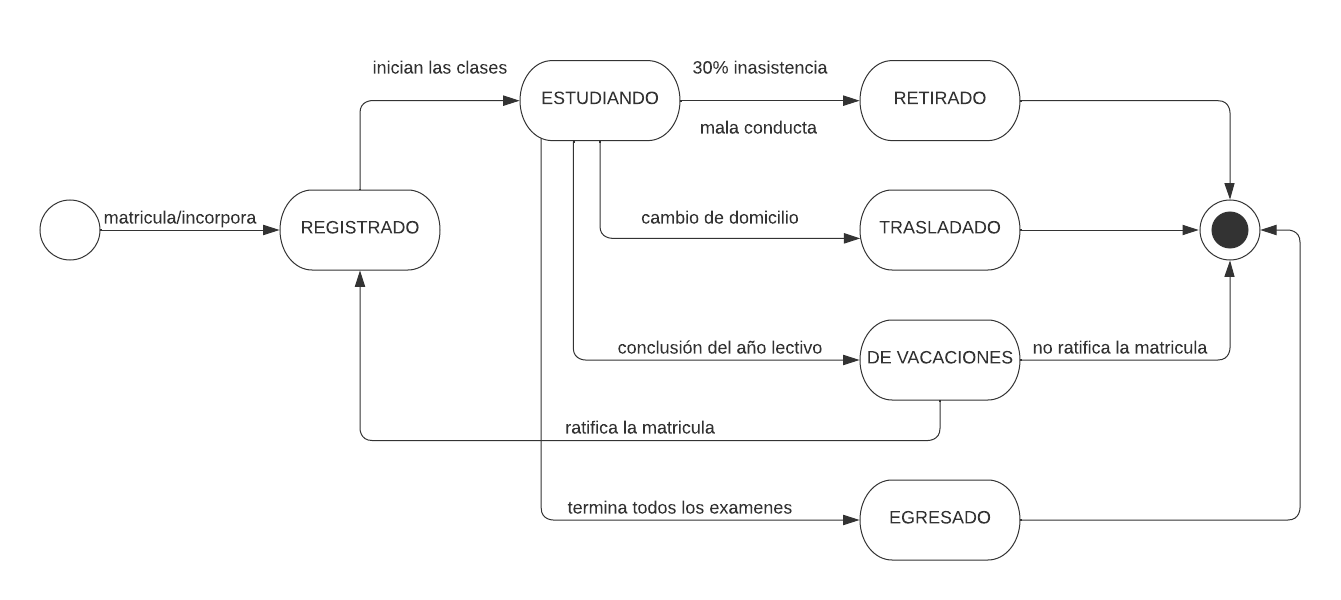 inician las clases
ESTUDIANDO
30% inasistencia
mala conducta
RETIRADO
matricula/incorpora
REGISTRADO
cambio de domicilio
TRASLADADO
conclusión del año lectivo
DE VACACIONES
no ratifica la matricula
ratifica la matricula
termina todos los examenes
EGRESADO